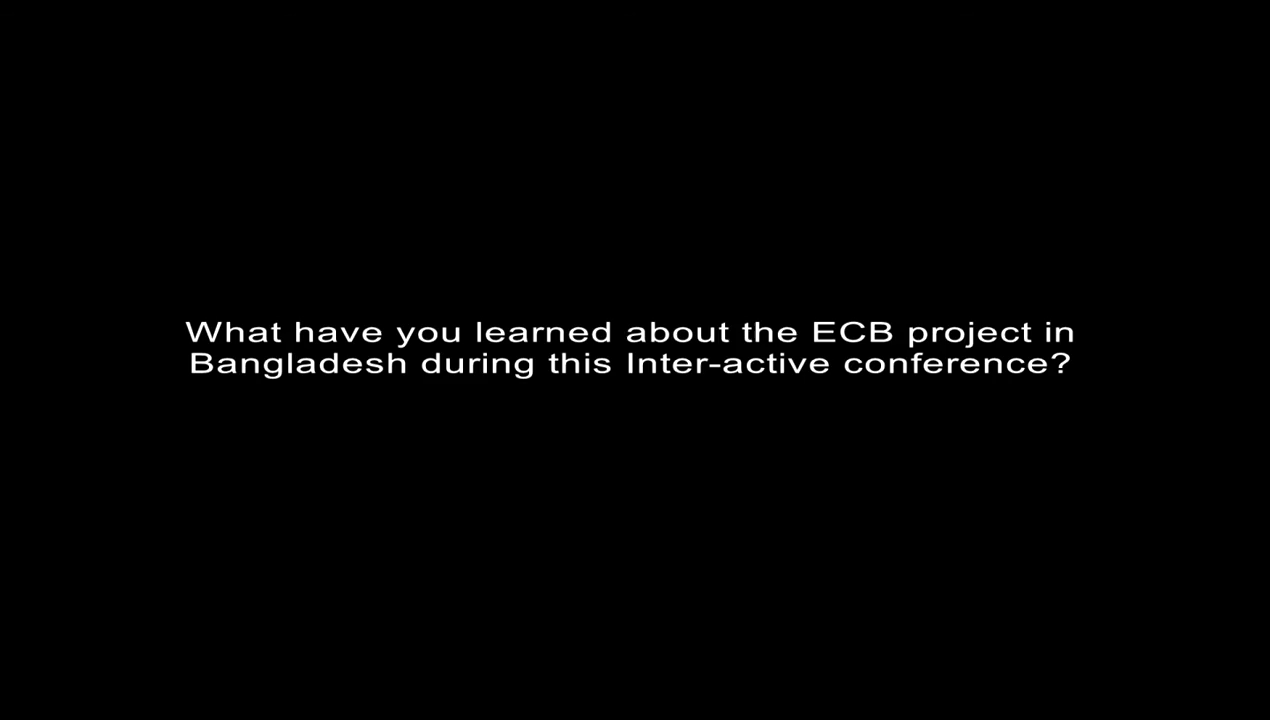 What have you learned about the ECB project in
Bangladesh during this Inter-active conference?